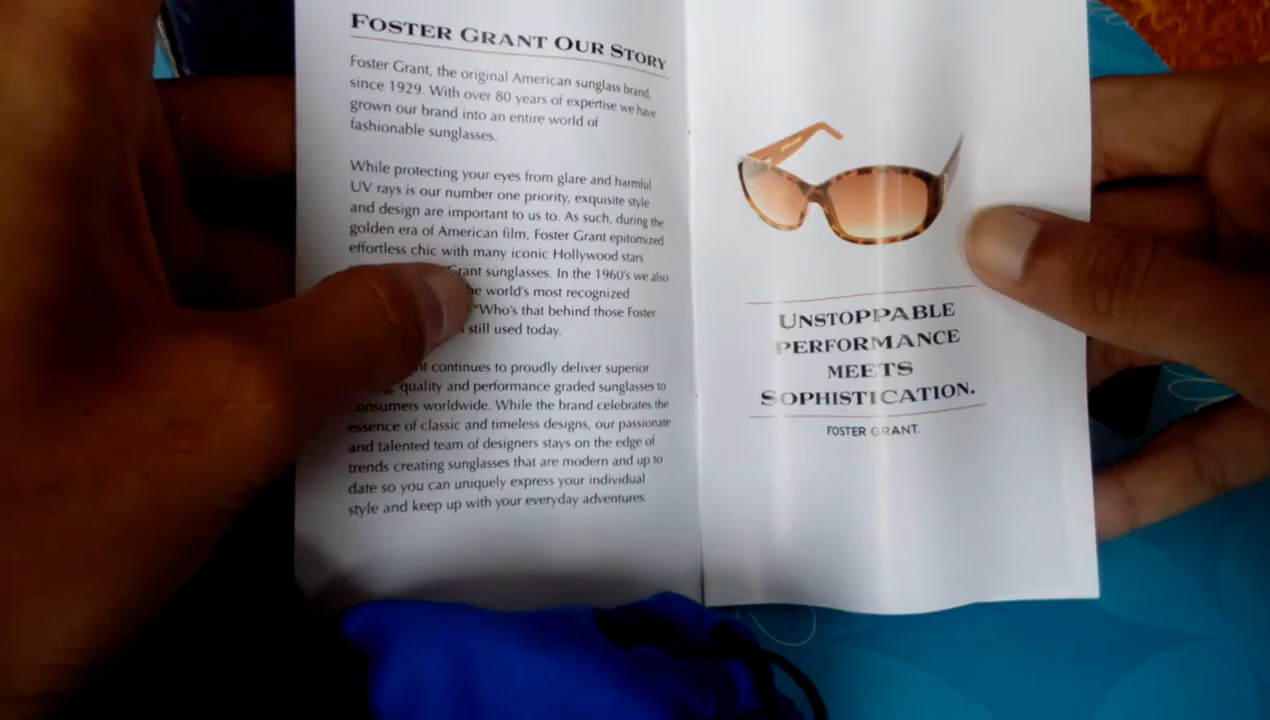 FOSTER GRANT OUR STORY
Foster Grant, the original American sunglass brand,
since 1929. With over 80 years of expertise we have
grown our brand into an entire world of
fashionable sunglasses.
While protecting your eyes from glare and harmful
UV rays is our number one priority, exquisite style
and design are important to us to. As such, during the
golden era of American film, Foster Grant epitomized
effortless chic with many iconic Hollywood stars
Grant sunglasses. In the 1960's we also
world's most recognized
"Who's that behind those Foster
still used today.
continues to proudly deliver superior
quality and performance graded sunglasses to
consumers worldwide. While the brand celebrates the
essence of classic and timeless designs, our passionate
and talented team of designers stays on the edge of
trends creating sunglasses that are modern and up to
date so you can uniquely express your individual
style and keep up with your everyday adventures.
UNSTOPPABLE
PERFORMANCE
MEETS
SOPHISTICATION.
FOSTER GRANT.